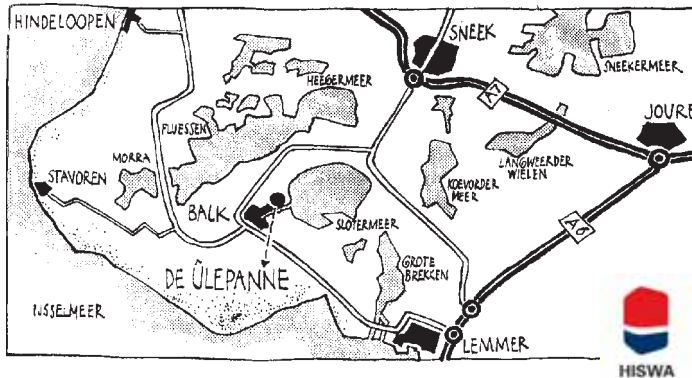 HINDELOOPEN
SNEEK
SNEEKERMEER
HEEGERMEER
A7
JOURE
FLUESSEN
MORRA
LANGWEERDER
WIELEN
STAVOREN
KOEVORDER
MEER
BALK
SLOTERMEER
A6
DE ÛLEPANNE
GROTE
BREKKEN
IJSSELMEER
LEMMER
HISWA